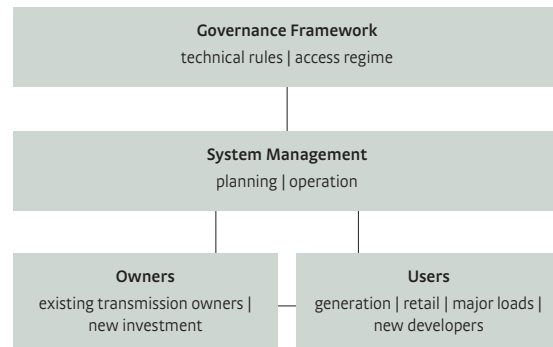 Governance Framework
technical rules | access regime
System Management
planning | operation
Owners
existing transmission owners |
new investment
Users
generation | retail | major loads |
new developers